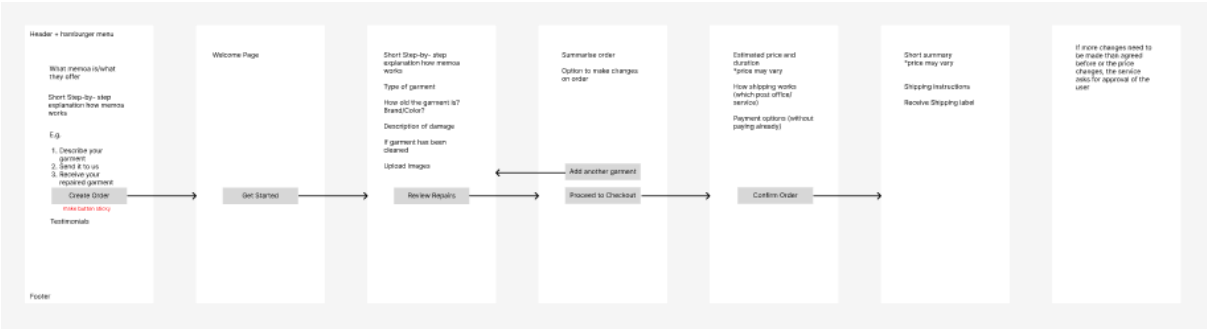 Header + hamburger menu
What memoa is/what
they offer
Short Step-by- step
explanation how memoa
works
E.g.
1. Describe your
garment
2. Send it to us
3. Receive your
repaired garment
Create Order
make button sticky
Testimonials
Footer
Welcome Page
Get Started
Short Step-by- step
explanation how memoa
works
Type of garment
How old the garment is?
Brand/Color?
Description of damage
If garment has been
cleaned
Upload Images
Review Repairs
Summarise order
Option to make changes
on order
Add another garment
Proceed to Checkout
Estimated price and
duration
*price may vary
How shipping works
(which post office/
service)
Payment options (without
paying already)
Confirm Order
Short summary
*price may vary
Shipping Instructions
Receive Shipping label
If more changes need to
be made than agreed
before or the price
changes, the service
asks for approval of the
user